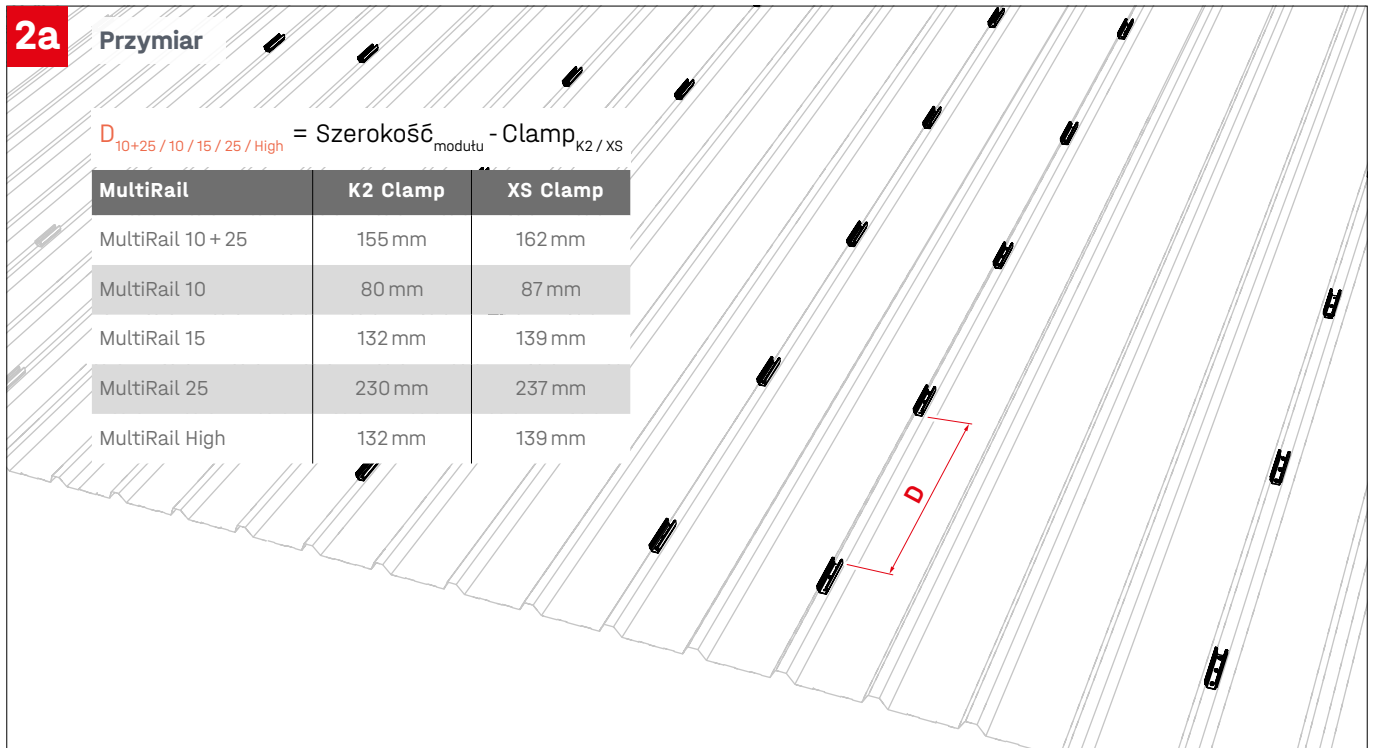 2a
Przymiar
D10+25 / 10 / 15 / 25 / High = Szerokośćmodułu - ClampK2 / XS
MultiRail K2 Clamp XS Clamp
MultiRail 10 + 25 155 mm 162 mm
MultiRail 10 80 mm 87 mm
MultiRail 15 132 mm 139 mm
MultiRail 25 230 mm 237 mm
MultiRail High 132 mm 139 mm
D